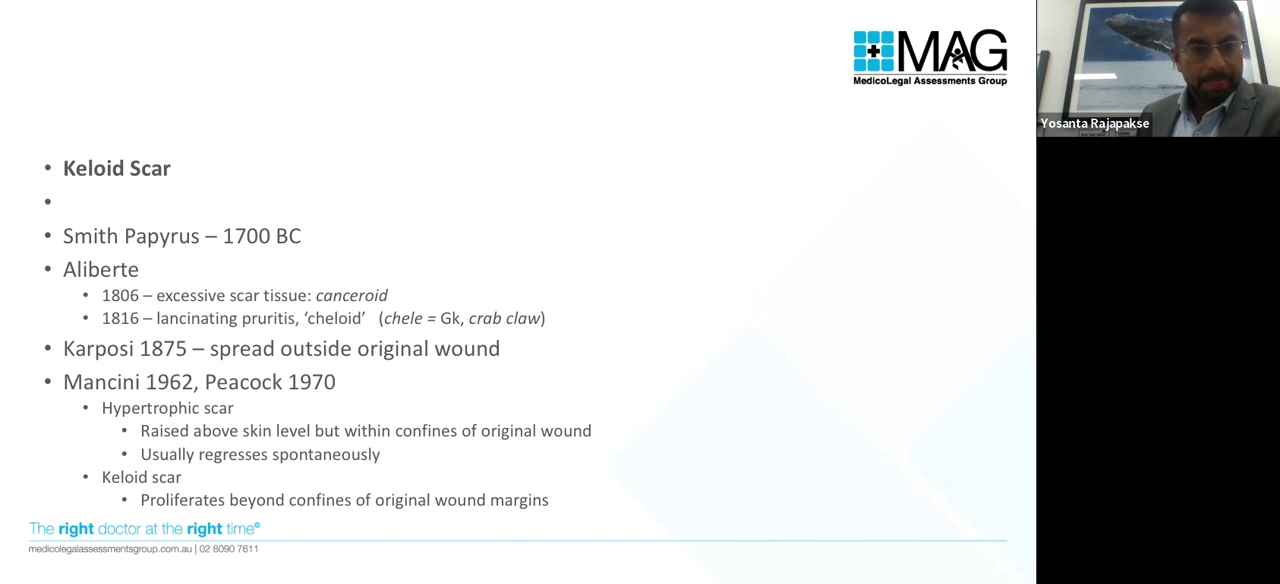 MAG
MedicoLegal Assessments Group
Yosanta Rajapakse
• Keloid Scar
•
• Smith Papyrus – 1700 BC
• Aliberte
• 1806 – excessive scar tissue: canceroid
• 1816 – lancinating pruritis, ‘cheloid’ (chele = Gk, crab claw)
• Karposi 1875 – spread outside original wound
• Mancini 1962, Peacock 1970
• Hypertrophic scar
• Raised above skin level but within confines of original wound
• Usually regresses spontaneously
• Keloid scar
• Proliferates beyond confines of original wound margins
The right doctor at the right time©
medicolegalassessmentsgroup.com.au | 02 8090 7611